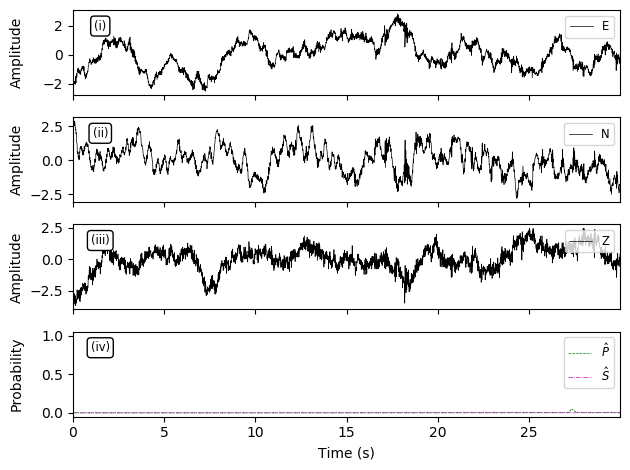 (i)
E
Amplitude
2
0
−2
(ii)
N
Amplitude
2.5
0.0
−2.5
(iii)
Z
Amplitude
2.5
0.0
−2.5
(iv)
P̂
Ŝ
Probability
1.0
0.5
0.0
0 5 10 15 20 25
Time (s)